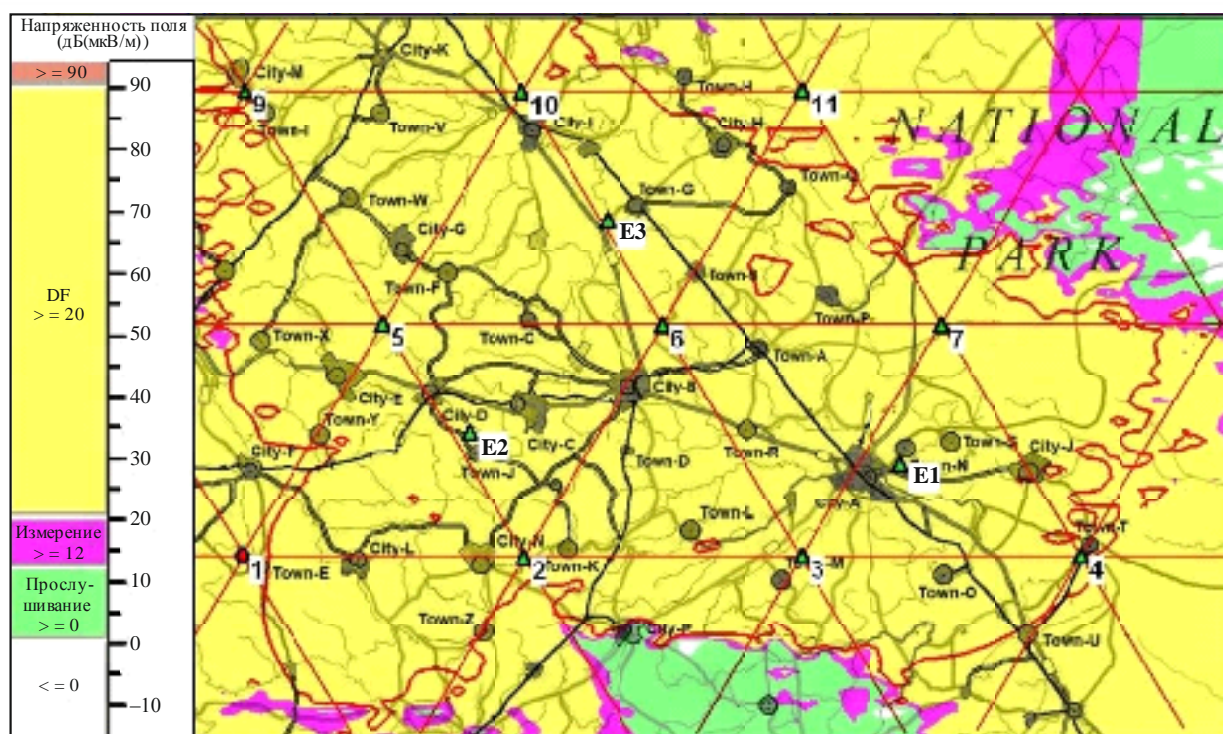 Напряженность поля
(дБ(мкВ/м))
> = 90
DF
> = 20
Измерение
> = 12
Прослу-
шивание
> = 0
< = 0
90
80
70
60
50
40
30
20
10
0
–10
City-K
City-M
9
10
11
Town-H
Town-I
Town-V
City-I
City-H
NATIONAL
Town-W
Town-G
City-G
E3
PARK
Town-F
Town-P
Town-X
5
Town-C
6
7
Town-A
City-E
City-B
Town-Y
City-D
E2
City-C
Town-J
Town-D
Town-R
City-J
Town-N
E1
City-A
Town-L
Town-T
1
Town-E
City-L
City-N
2
Town-K
3
Town-M
4
Town-O
Town-Z
Town-U